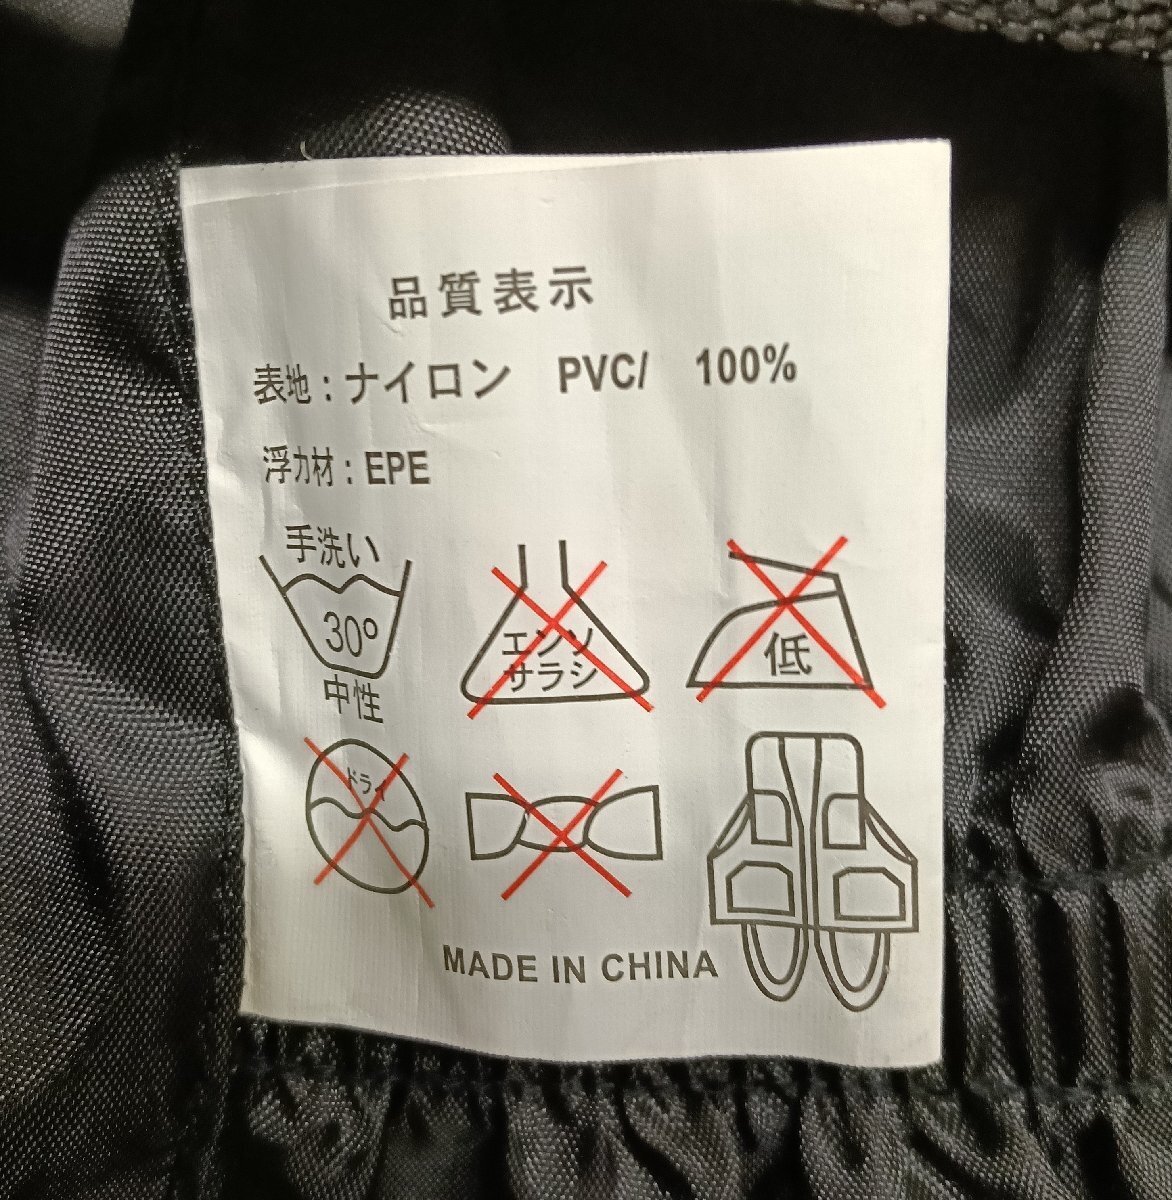 品質表示
表地：ナイロン PVC/ 100%
浮力材：EPE
手洗い
30°
中性
エンソ
サラシ
低
ドライ
MADE IN CHINA